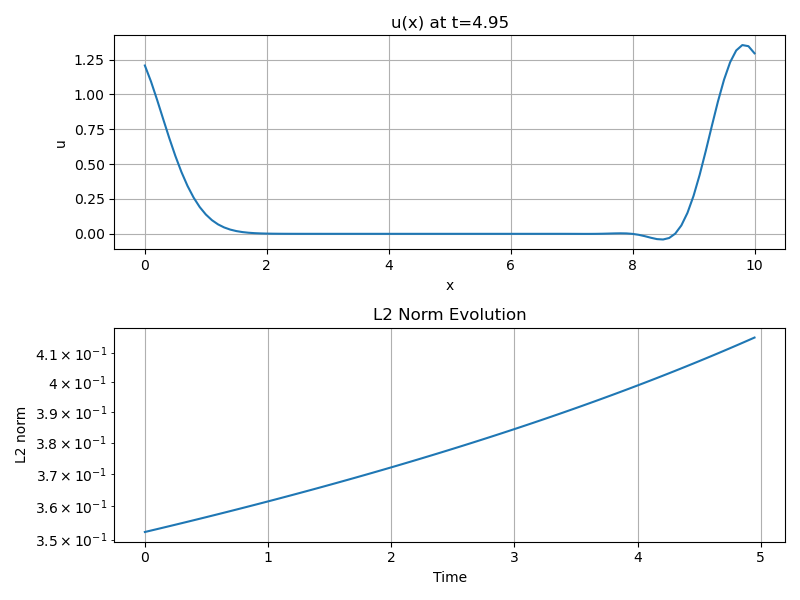 u(x) at t=4.95
u
1.25
1.00
0.75
0.50
0.25
0.00
0 2 4 6 8 10
x
L2 Norm Evolution
L2 norm
4.1 × 10⁻¹
4 × 10⁻¹
3.9 × 10⁻¹
3.8 × 10⁻¹
3.7 × 10⁻¹
3.6 × 10⁻¹
3.5 × 10⁻¹
0 1 2 3 4 5
Time